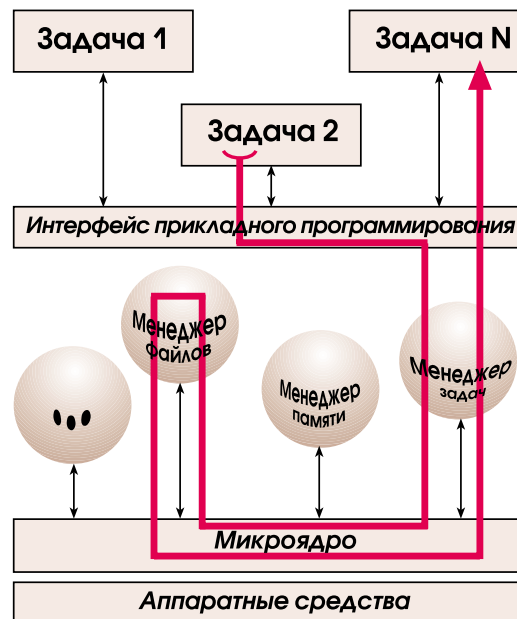 Задача 1
Задача N
Задача 2
Интерфейс прикладного программирования
Менеджер
файлов
Менеджер
задач
Менеджер
памяти
...
Микроядро
Аппаратные средства